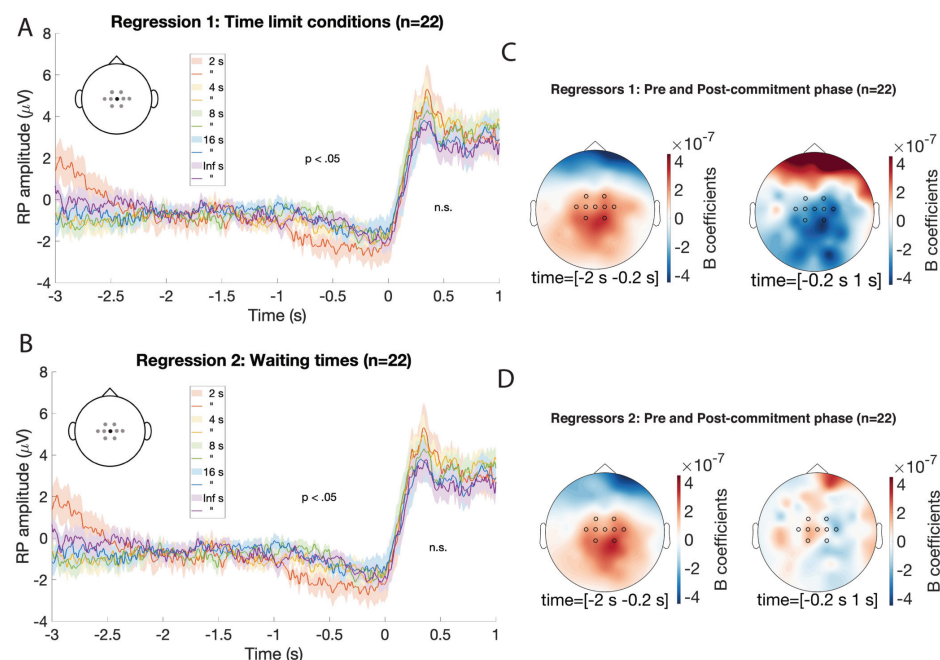 A
Regression 1: Time limit conditions (n=22)
RP amplitude (μV)
8
6
4
2
0
-2
-4
2 s
"
4 s
"
8 s
"
16 s
"
Inf s
"
p < .05
n.s.
-3 -2.5 -2 -1.5 -1 -0.5 0 0.5 1
Time (s)
C
Regressors 1: Pre and Post-commitment phase (n=22)
×10⁻⁷
4
2
0
-2
-4
B coefficients
time=[-2 s -0.2 s]
×10⁻⁷
4
2
0
-2
-4
B coefficients
time=[-0.2 s 1 s]
B
Regression 2: Waiting times (n=22)
RP amplitude (μV)
8
6
4
2
0
-2
-4
2 s
"
4 s
"
8 s
"
16 s
"
Inf s
"
p < .05
n.s.
-3 -2.5 -2 -1.5 -1 -0.5 0 0.5 1
Time (s)
D
Regressors 2: Pre and Post-commitment phase (n=22)
×10⁻⁷
4
2
0
-2
-4
B coefficients
time=[-2 s -0.2 s]
×10⁻⁷
4
2
0
-2
-4
B coefficients
time=[-0.2 s 1 s]